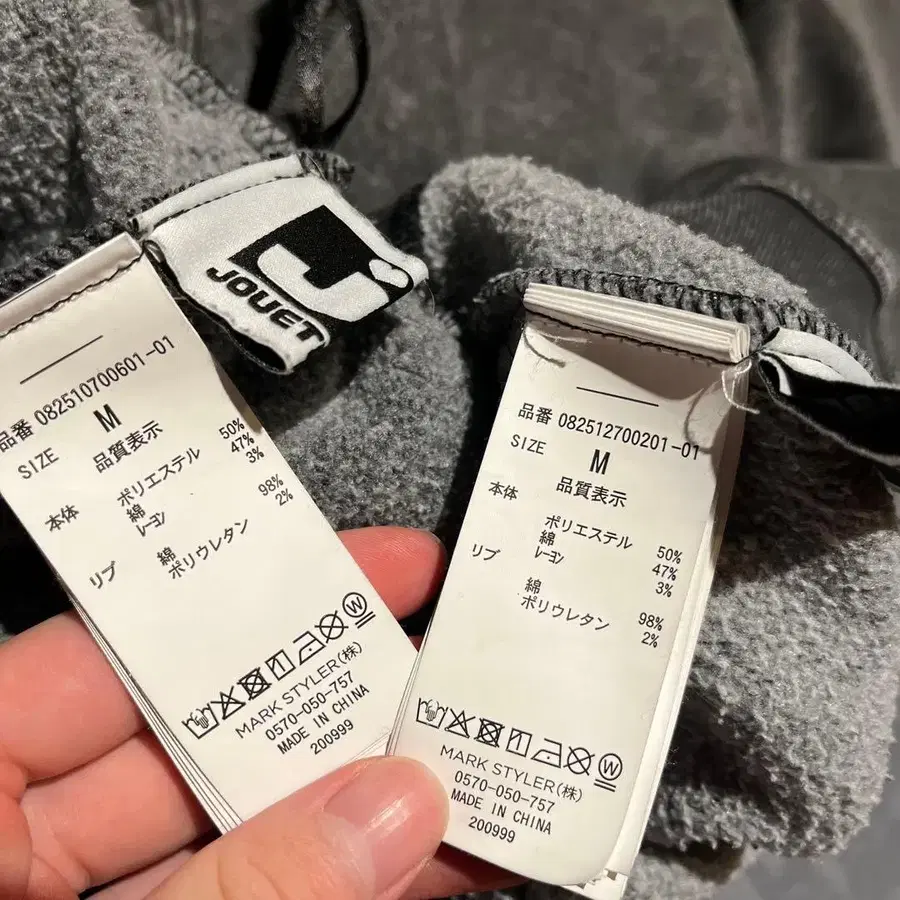 J
JOUET
品番 082510700601-01
SIZE M
品質表示
本体 ポリエステル 50%
綿 47%
レーヨン 3%
リブ 綿 98%
ポリウレタン 2%
W
MARK STYLER(株)
0570-050-757
MADE IN CHINA
200999
品番 082512700201-01
SIZE M
品質表示
本体 ポリエステル 50%
綿 47%
レーヨン 3%
リブ 綿 98%
ポリウレタン 2%
W
MARK STYLER(株)
0570-050-757
MADE IN CHINA
200999